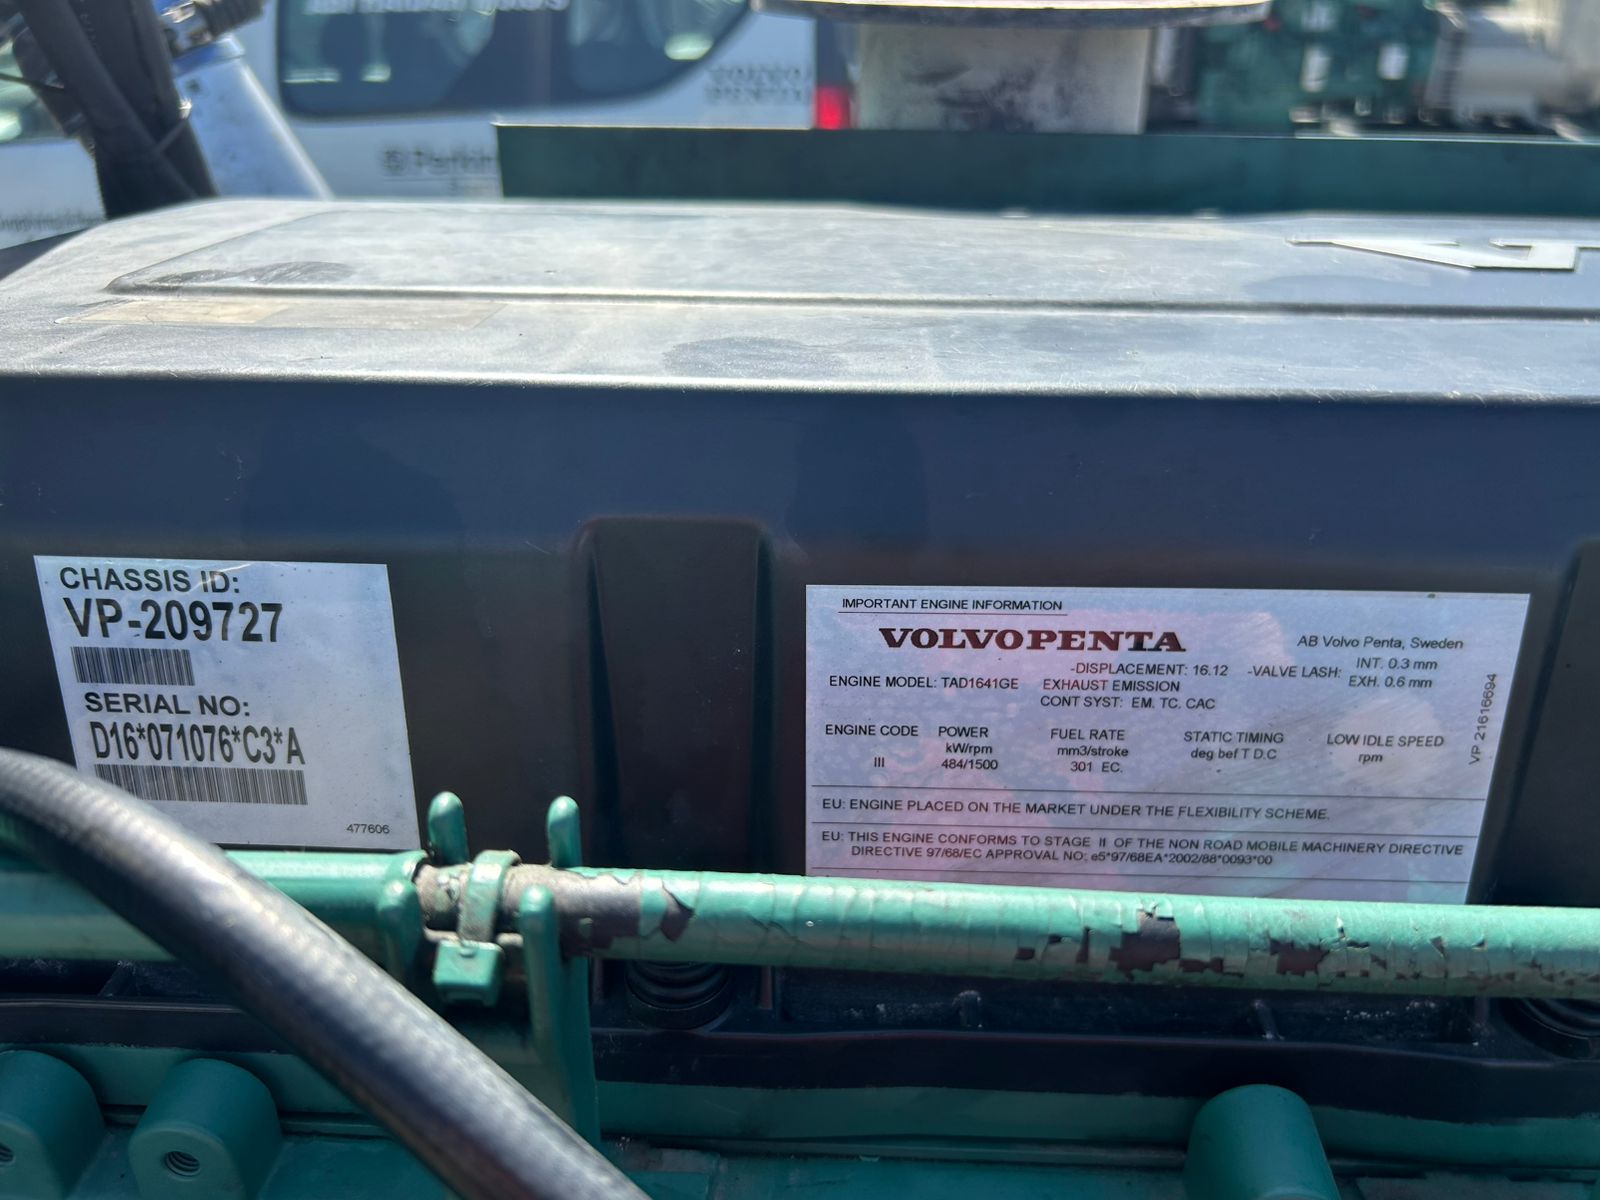 VOLVO
PENTA
Perkins
CHASSIS ID:
VP-209727
SERIAL NO:
D16*071076*C3*A
477606
IMPORTANT ENGINE INFORMATION
VOLVO PENTA
AB Volvo Penta, Sweden
ENGINE MODEL: TAD1641GE
-DISPLACEMENT: 16.12
EXHAUST EMISSION
CONT SYST: EM. TC. CAC
-VALVE LASH: INT. 0.3 mm
EXH. 0.6 mm
ENGINE CODE POWER FUEL RATE STATIC TIMING LOW IDLE SPEED
kW/rpm mm3/stroke deg bef T D.C rpm
III 484/1500 301 EC.
EU: ENGINE PLACED ON THE MARKET UNDER THE FLEXIBILITY SCHEME.
EU: THIS ENGINE CONFORMS TO STAGE II OF THE NON ROAD MOBILE MACHINERY DIRECTIVE
DIRECTIVE 97/68/EC APPROVAL NO: e5*97/68EA*2002/88*0093*00
VP 21616694